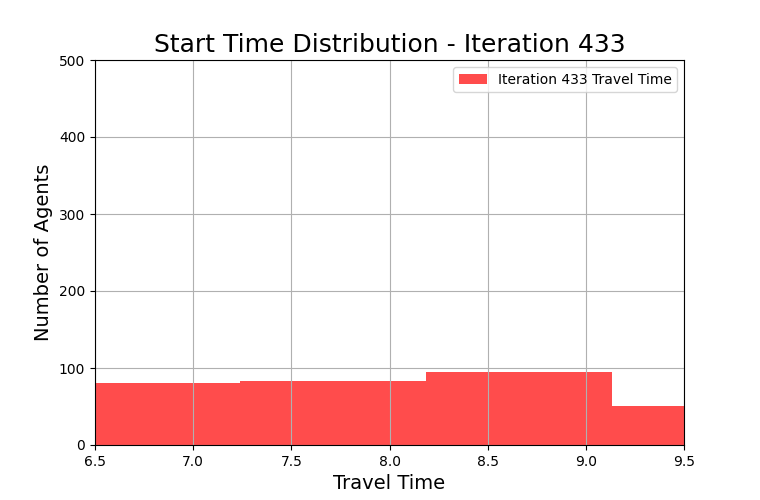 Start Time Distribution - Iteration 433
Iteration 433 Travel Time
Number of Agents
500
400
300
200
100
0
6.5 7.0 7.5 8.0 8.5 9.0 9.5
Travel Time